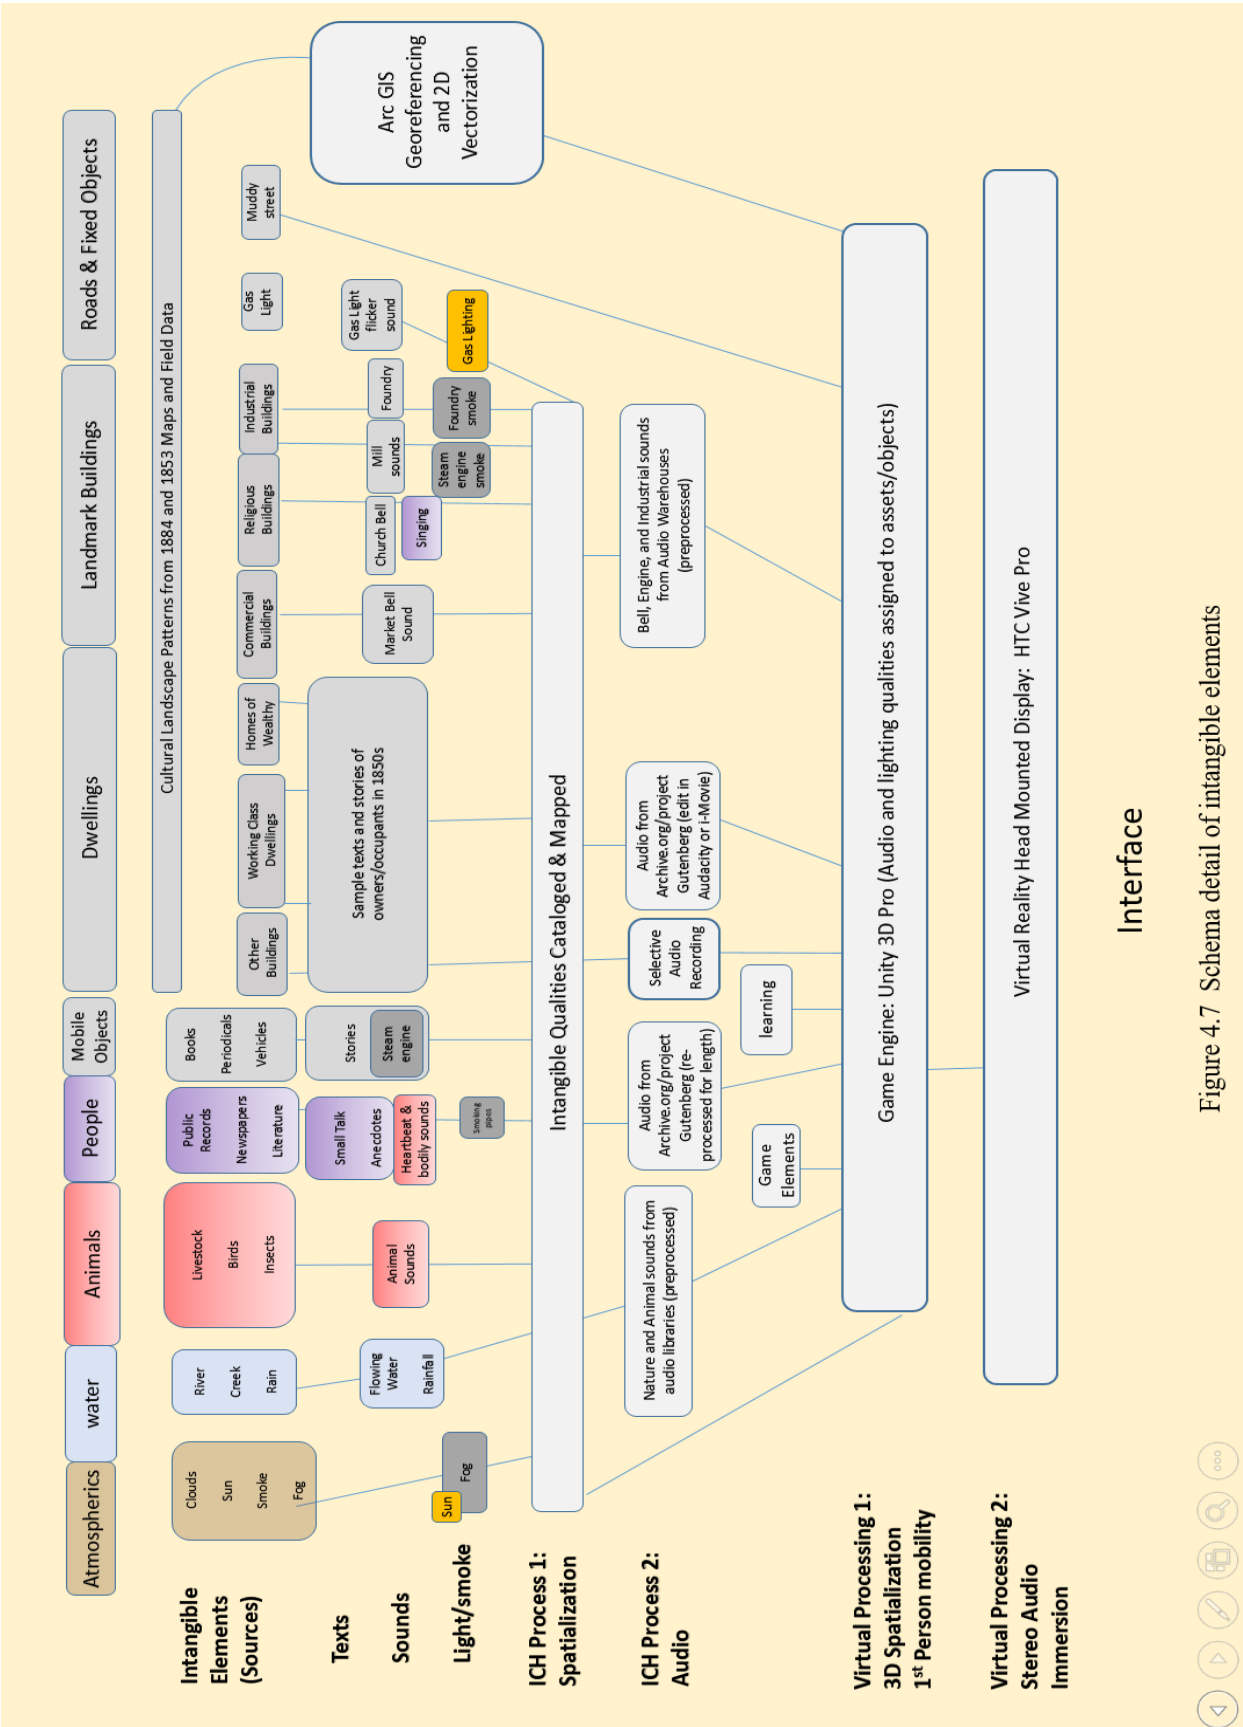 Atmospherics
water
Animals
People
Mobile
Objects
Dwellings
Landmark Buildings
Roads & Fixed Objects
Cultural Landscape Patterns from 1884 and 1853 Maps and Field Data
Intangible
Elements
(Sources)
Clouds
Sun
Smoke
Fog
River
Creek
Rain
Livestock
Birds
Insects
Public
Records
Newspapers
Literature
Books
Periodicals
Vehicles
Other
Buildings
Working Class
Dwellings
Homes of
Wealthy
Commercial
Buildings
Religious
Buildings
Industrial
Buildings
Gas
Light
Muddy
street
Arc GIS
Georeferencing
and 2D
Vectorization
Texts
Sounds
Flowing
Water
Rainfall
Animal
Sounds
Small Talk
Anecdotes
Heartbeat &
bodily sounds
Stories
Steam
engine
Sample texts and stories of
owners/occupants in 1850s
Market Bell
Sound
Church Bell
Singing
Mill
sounds
Foundry
Gas Light
flicker
sound
Light/smoke
Sun
Fog
Smoking
pipes
Steam
engine
smoke
Foundry
smoke
Gas Lighting
ICH Process 1:
Spatialization
Intangible Qualities Cataloged & Mapped
ICH Process 2:
Audio
Nature and Animal sounds from
audio libraries (preprocessed)
Audio from
Archive.org/project
Gutenberg (re-
processed for length)
Selective
Audio
Recording
Audio from
Archive.org/project
Gutenberg (edit in
Audacity or i-Movie)
Bell, Engine, and Industrial sounds
from Audio Warehouses
(preprocessed)
Game
Elements
learning
Virtual Processing 1:
3D Spatialization
1st Person mobility
Game Engine: Unity 3D Pro (Audio and lighting qualities assigned to assets/objects)
Virtual Processing 2:
Stereo Audio
Immersion
Virtual Reality Head Mounted Display: HTC Vive Pro
Interface
Figure 4.7 Schema detail of intangible elements